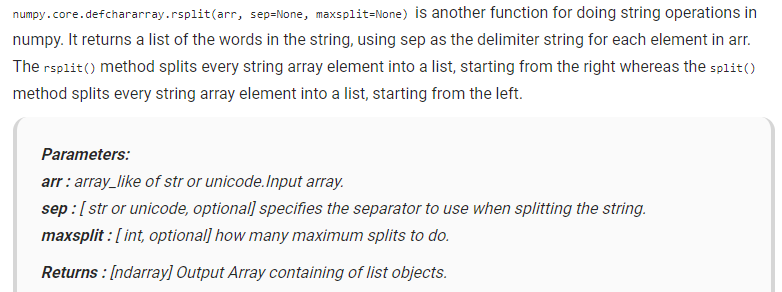 numpy.core.defchararray.rsplit(arr, sep=None, maxsplit=None) is another function for doing string operations in
numpy. It returns a list of the words in the string, using sep as the delimiter string for each element in arr.
The rsplit() method splits every string array element into a list, starting from the right whereas the split()
method splits every string array element into a list, starting from the left.
Parameters:
arr : array_like of str or unicode.Input array.
sep : [ str or unicode, optional] specifies the separator to use when splitting the string.
maxsplit : [ int, optional] how many maximum splits to do.
Returns : [ndarray] Output Array containing of list objects.